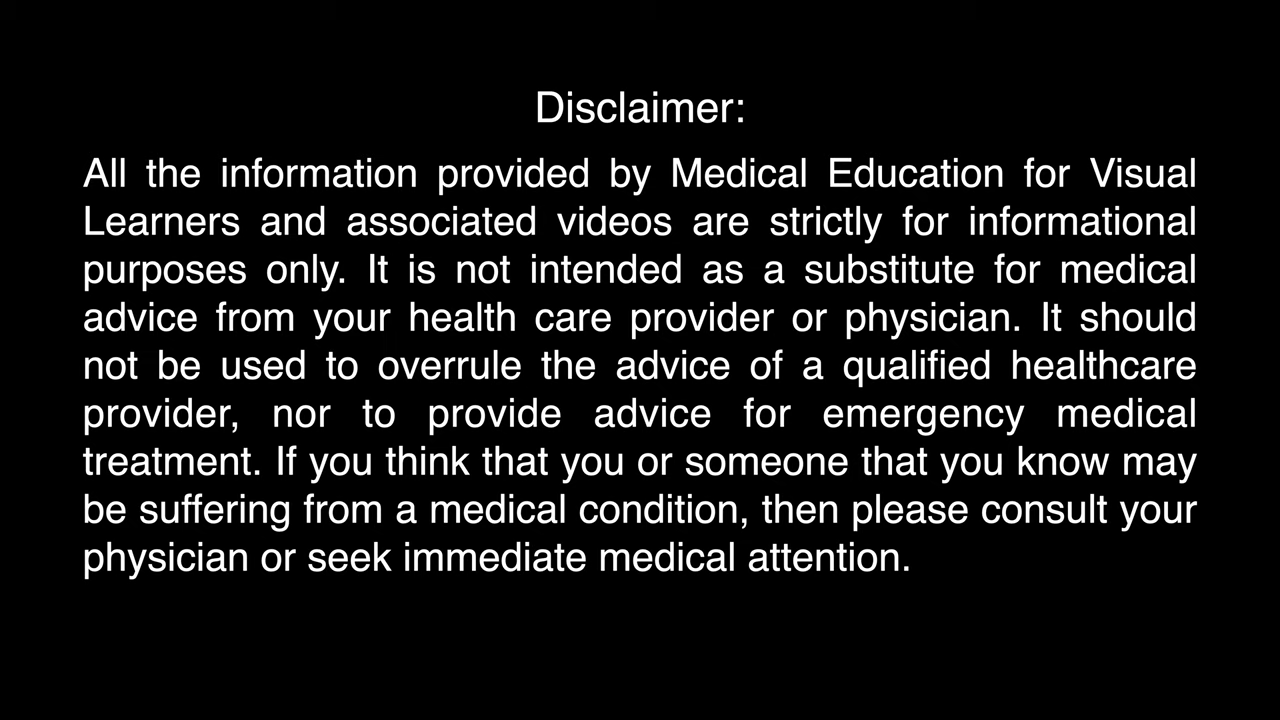 Disclaimer:
All the information provided by Medical Education for Visual
Learners and associated videos are strictly for informational
purposes only. It is not intended as a substitute for medical
advice from your health care provider or physician. It should
not be used to overrule the advice of a qualified healthcare
provider, nor to provide advice for emergency medical
treatment. If you think that you or someone that you know may
be suffering from a medical condition, then please consult your
physician or seek immediate medical attention.